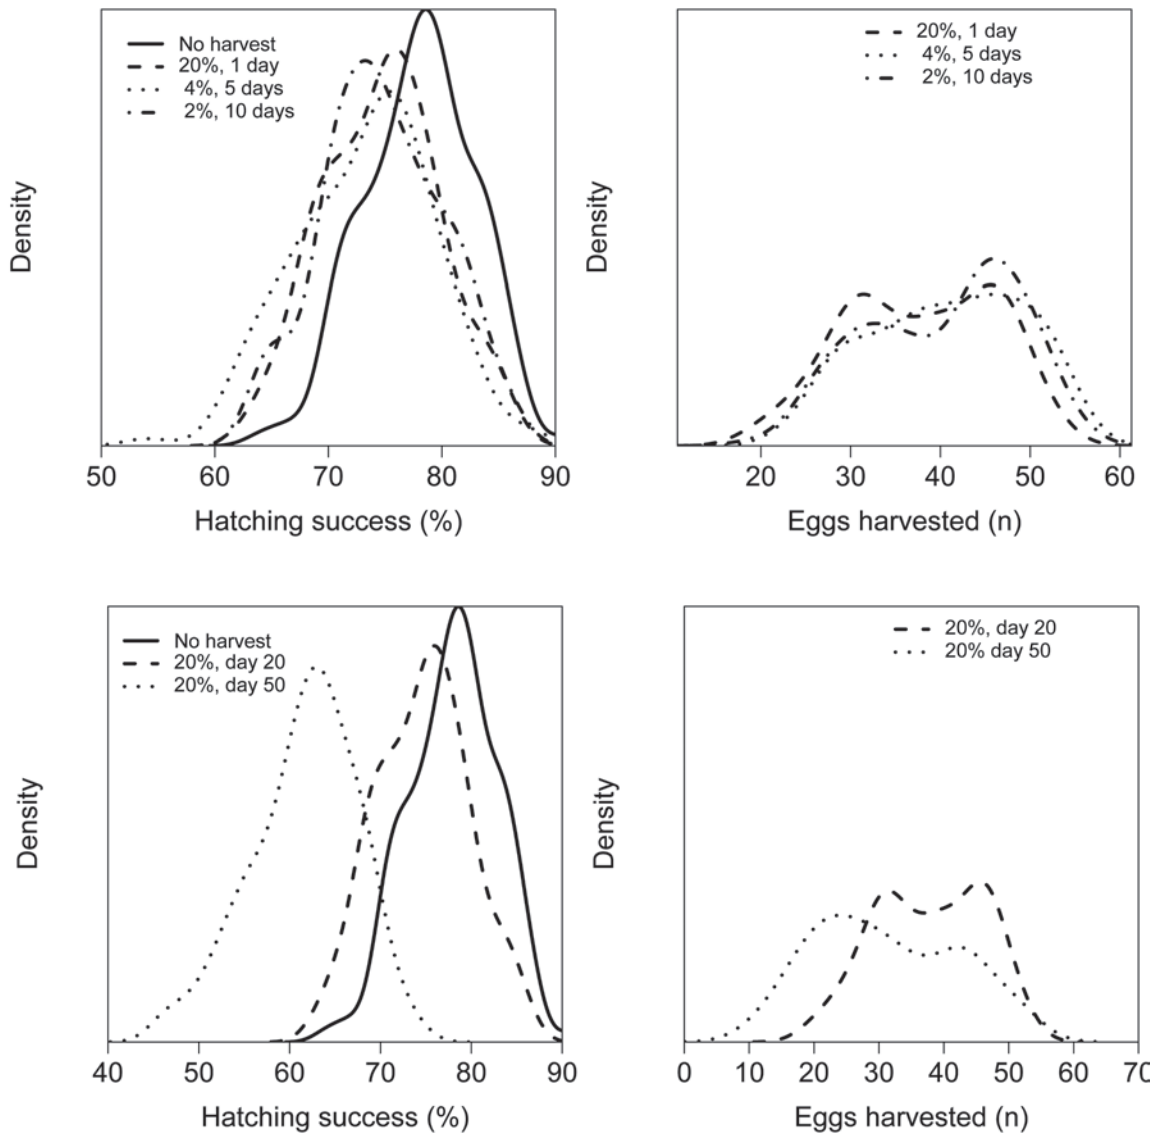 No harvest
20%, 1 day
4%, 5 days
2%, 10 days
Density
50 60 70 80 90
Hatching success (%)
20%, 1 day
4%, 5 days
2%, 10 days
Density
20 30 40 50 60
Eggs harvested (n)
No harvest
20%, day 20
20%, day 50
Density
40 50 60 70 80 90
Hatching success (%)
20%, day 20
20% day 50
Density
0 10 20 30 40 50 60 70
Eggs harvested (n)